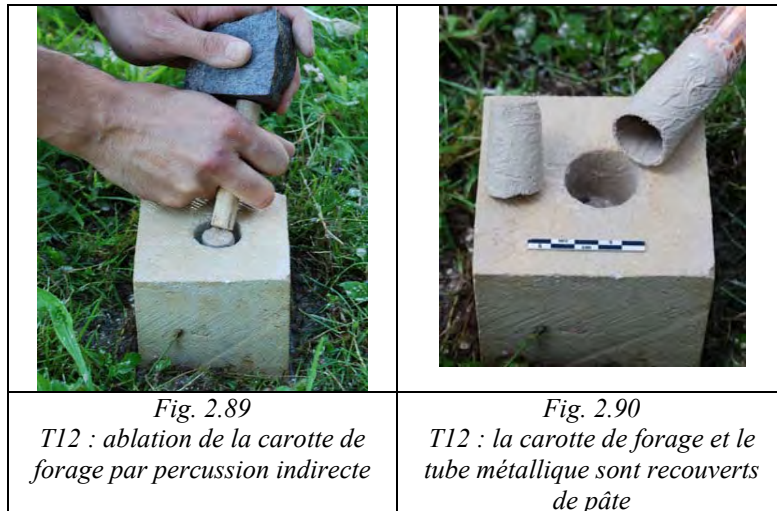 Fig. 2.89
T12 : ablation de la carotte de
forage par percussion indirecte
Fig. 2.90
T12 : la carotte de forage et le
tube métallique sont recouverts
de pâte